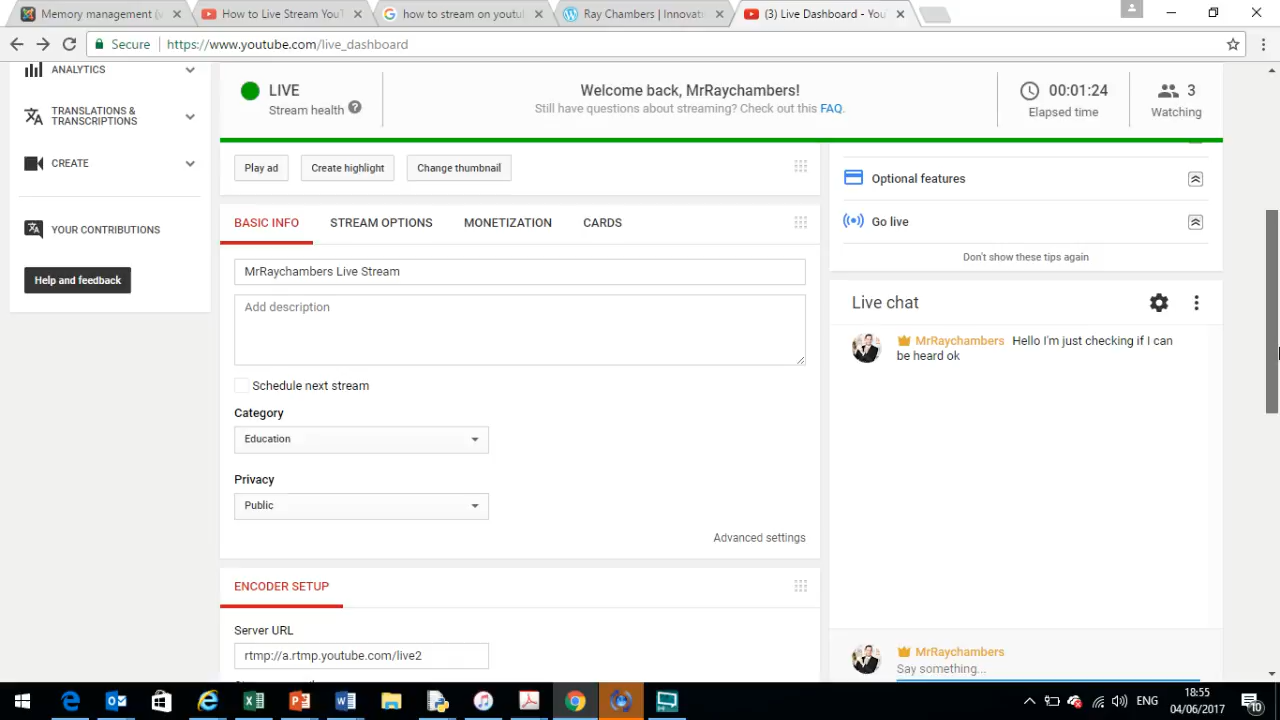 Memory management (v
How to Live Stream YouT
how to stream on youtul
Ray Chambers | Innovat
(3) Live Dashboard - You
Secure
https://www.youtube.com/live_dashboard
ANALYTICS
TRANSLATIONS &
TRANSCRIPTIONS
CREATE
YOUR CONTRIBUTIONS
Help and feedback
LIVE
Stream health
Welcome back, MrRaychambers!
Still have questions about streaming? Check out this FAQ.
00:01:24
Elapsed time
3
Watching
Play ad
Create highlight
Change thumbnail
BASIC INFO
STREAM OPTIONS
MONETIZATION
CARDS
MrRaychambers Live Stream
Add description
Schedule next stream
Category
Education
Privacy
Public
Advanced settings
ENCODER SETUP
Server URL
rtmp://a.rtmp.youtube.com/live2
Optional features
Go live
Don't show these tips again
Live chat
MrRaychambers Hello I'm just checking if I can
be heard ok
MrRaychambers
Say something...
ENG
18:55
04/06/2017
10